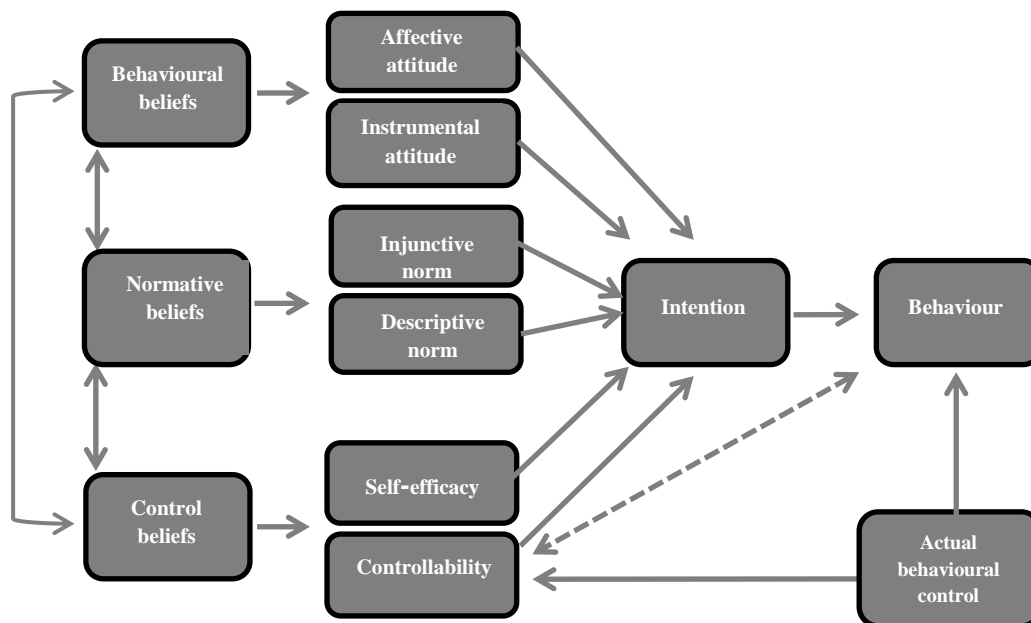 Behavioural
beliefs
Affective
attitude
Instrumental
attitude
Normative
beliefs
Injunctive
norm
Descriptive
norm
Intention
Behaviour
Control
beliefs
Self-efficacy
Controllability
Actual
behavioural
control